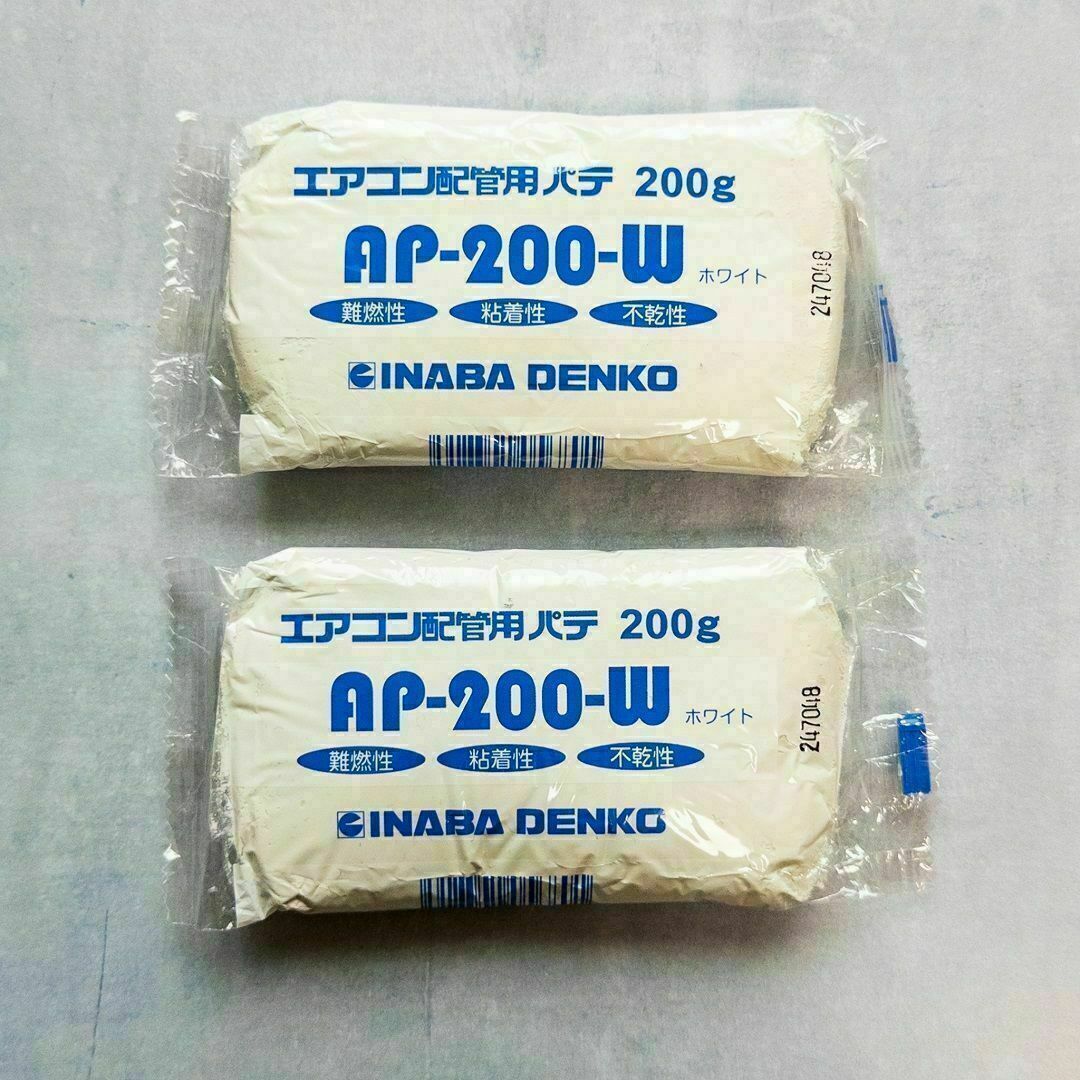 エアコン配管用パテ 200g
AP-200-W ホワイト
難燃性 粘着性 不乾性
INABA DENKO
247048
エアコン配管用パテ 200g
AP-200-W ホワイト
難燃性 粘着性 不乾性
INABA DENKO
247048